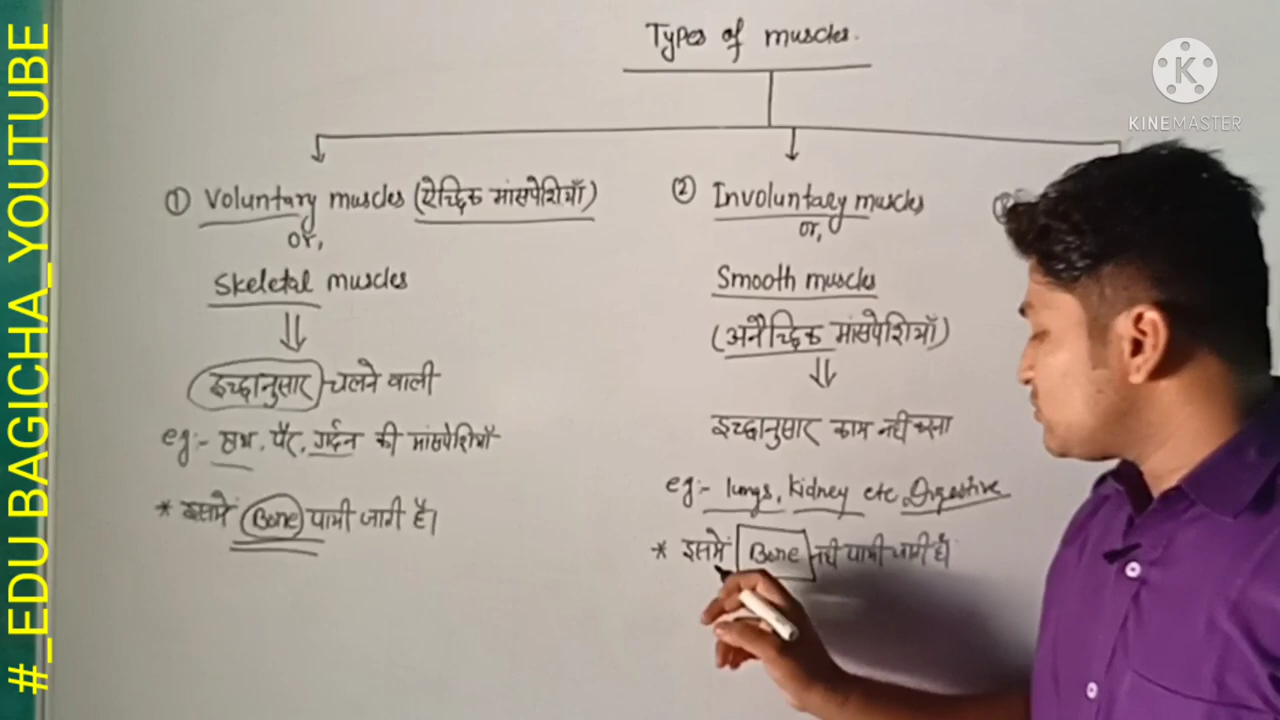 #_EDU BAGICHA_YOUTUBE
KINEMASTER
Types of muscles.
① Voluntary muscles (ऐच्छिक मांसपेशियाँ)
or,
Skeletal muscles
इच्छानुसार चलने वाली
eg:- हाथ, पैर, गर्दन की मांसपेशियाँ
* इसमें Bone पायी जाती है।
② Involuntary muscles
or,
Smooth muscles
(अनैच्छिक मांसपेशियाँ)
इच्छानुसार काम नहीं करना
eg:- lungs, kidney etc Digestive
* इसमें Bone नहीं पायी जाती है।